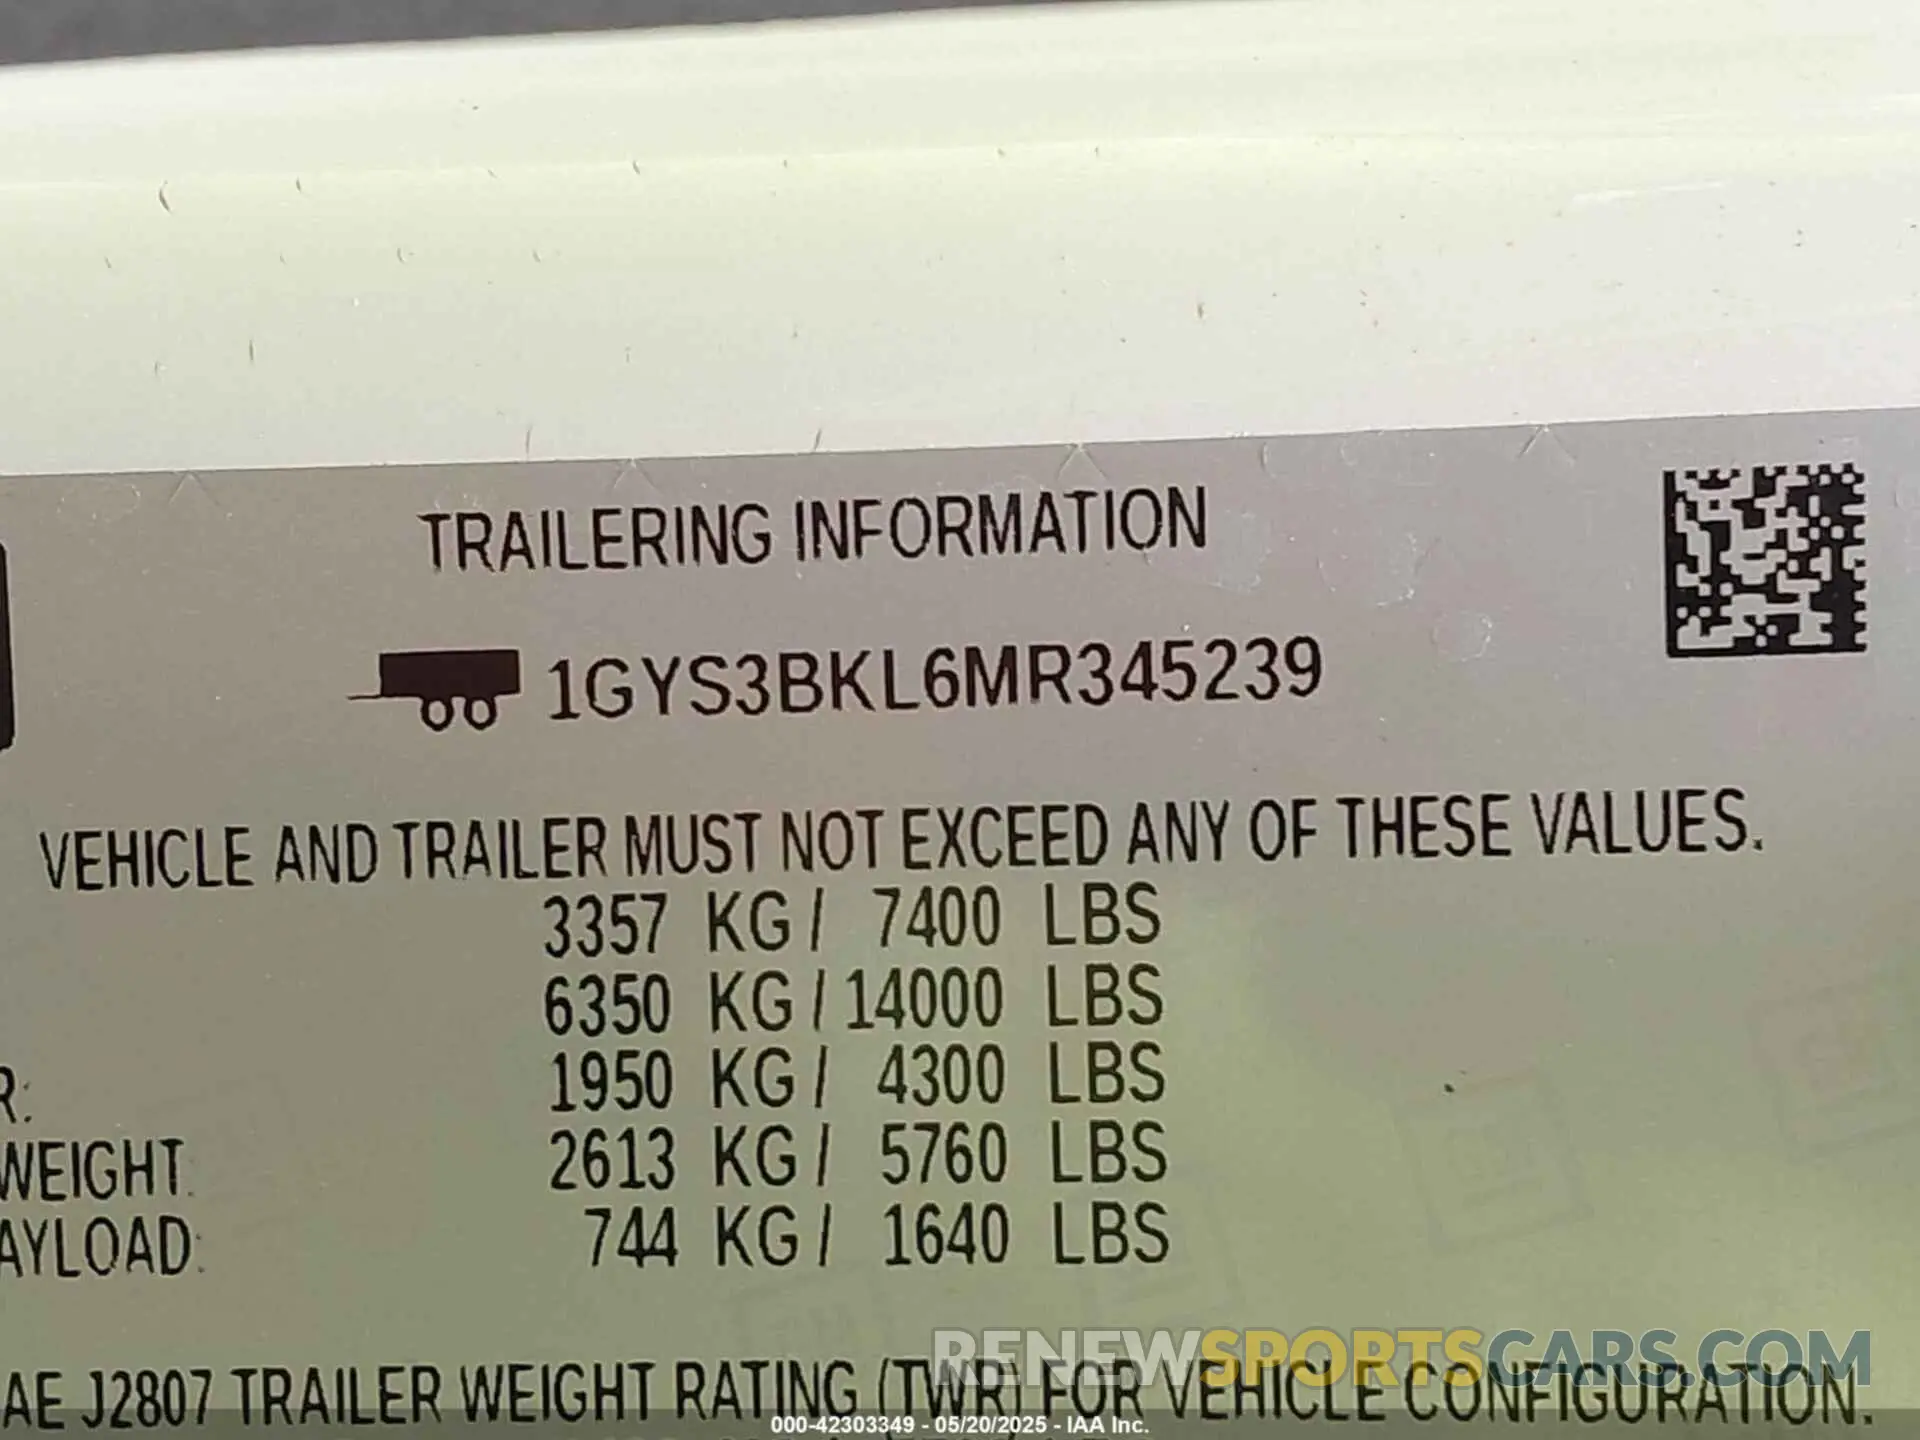 TRAILERING INFORMATION
1GYS3BKL6MR345239
VEHICLE AND TRAILER MUST NOT EXCEED ANY OF THESE VALUES.
3357 KG/ 7400 LBS
6350 KG/14000 LBS
R: 1950 KG/ 4300 LBS
WEIGHT: 2613 KG/ 5760 LBS
AYLOAD: 744 KG/ 1640 LBS
RENEWSPORTSCARS.COM
AE J2807 TRAILER WEIGHT RATING (TWR) FOR VEHICLE CONFIGURATION.
000-42303349 - 05/20/2025 - IAA Inc.